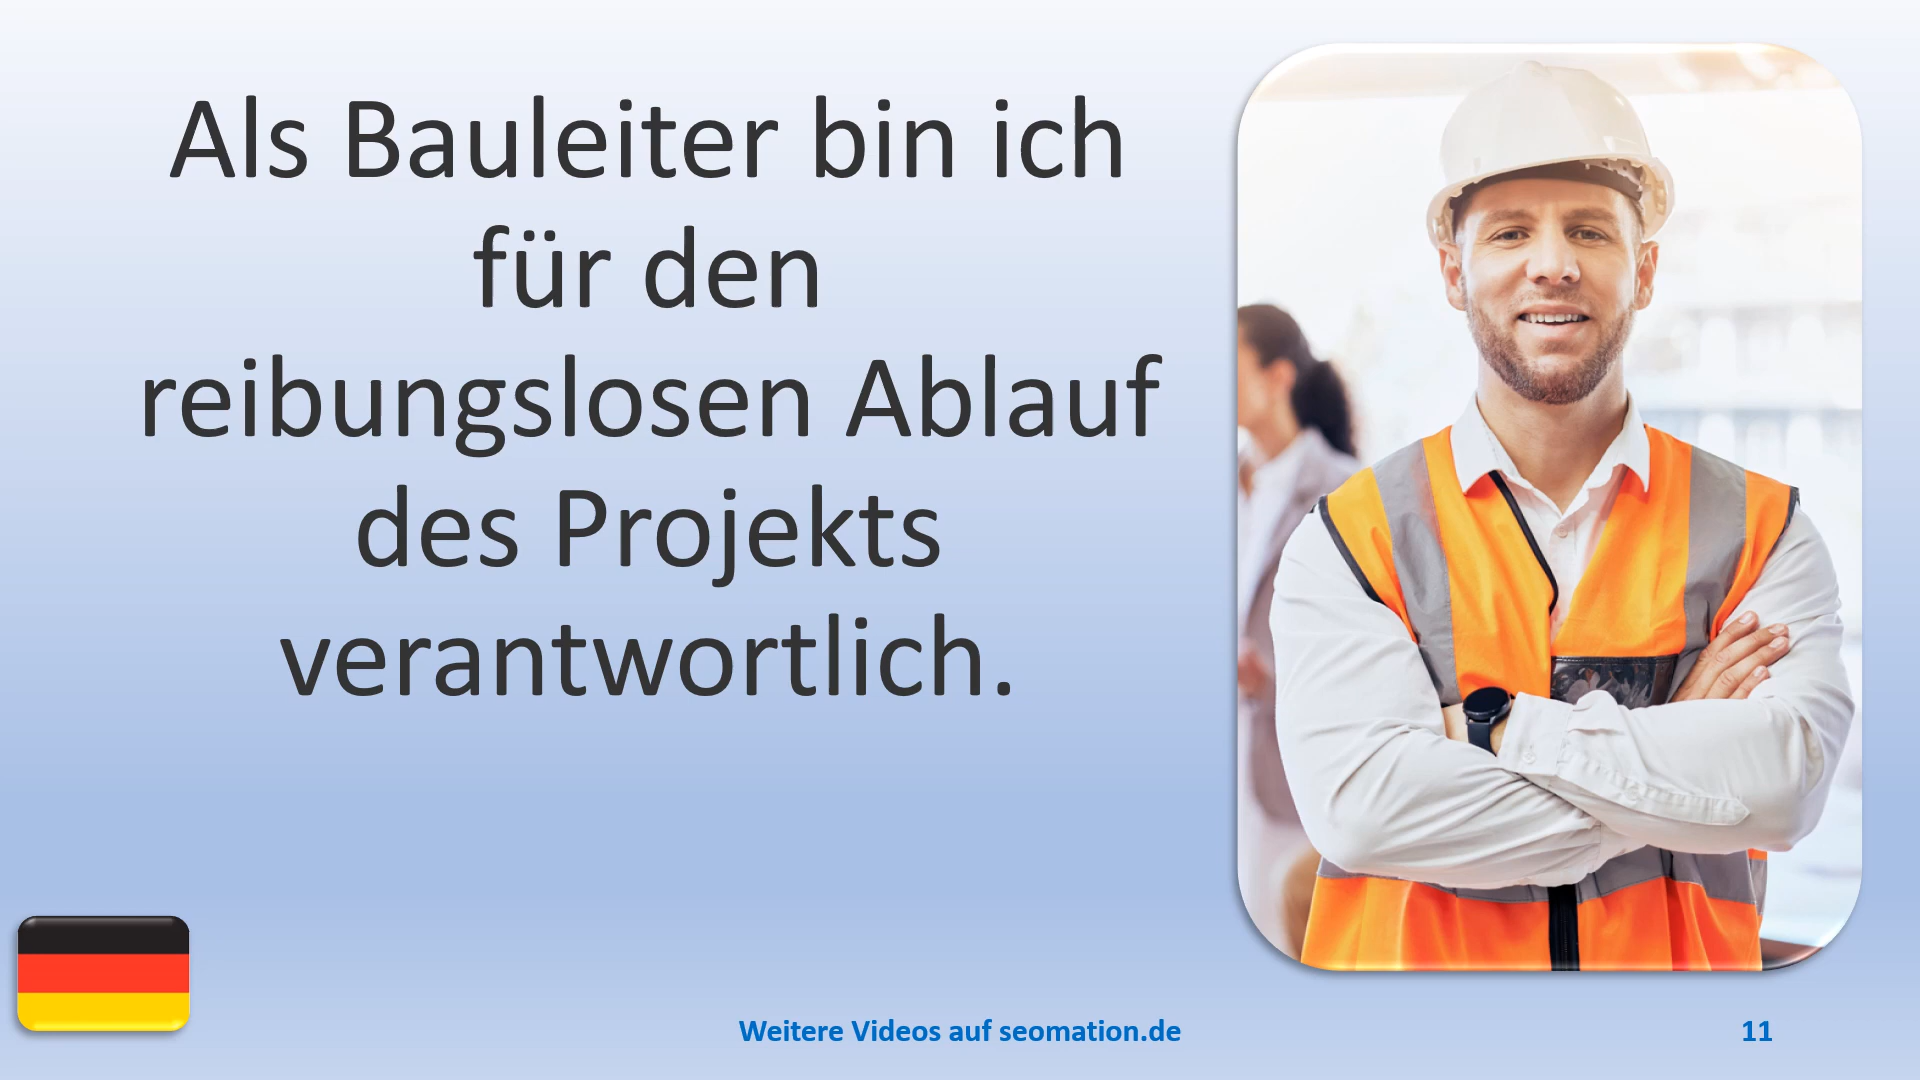 Als Bauleiter bin ich
für den
reibungslosen Ablauf
des Projekts
verantwortlich.
Weitere Videos auf seomation.de
11